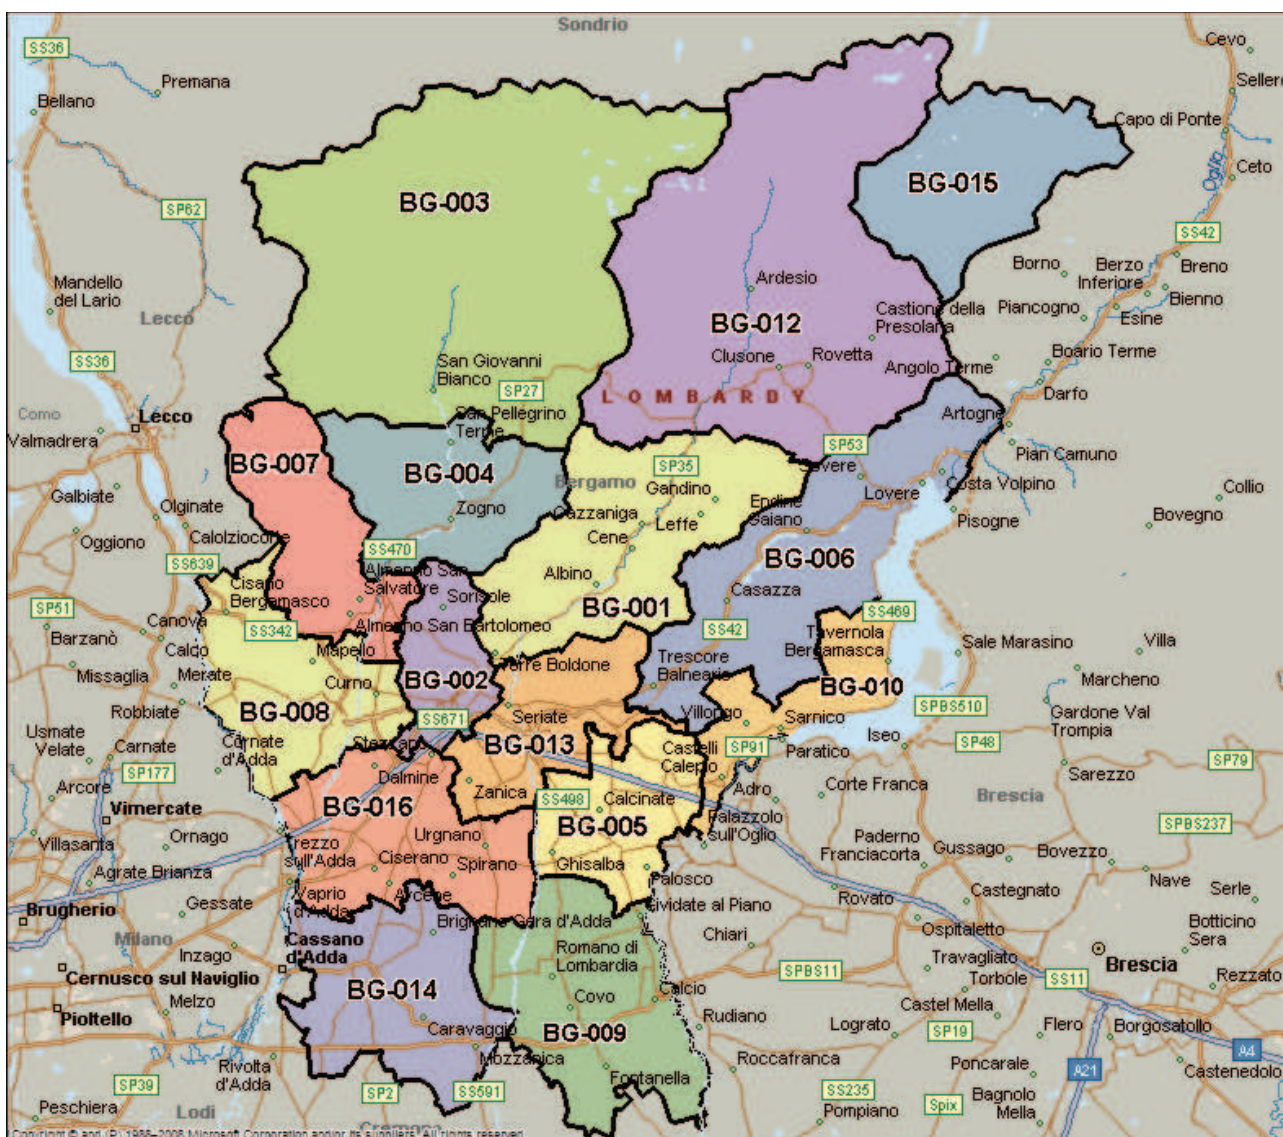 Sondrio
SS36
Premana
Bellano
Cevo
Capo di Ponte
Ceto
Oglio
BG-015
BG-003
SP62
SS42
Borno
Berzo
Inferiore
Breno
Bienno
Esine
Piancogno
Mandello
del Lario
Lecco
Ardesio
BG-012
Castione della
Presolana
SS36
San Giovanni
Bianco
Clusone
Rovetta
Angolo Terme
Boario Terme
SP27
LOMBARDY
Darfo
Como
Lecco
Valmadrera
San Pellegrino
Terme
Artogne
SP53
Pian Camuno
BG-007
BG-004
SP35
Bergamo
Gandino
Lovere
Costa Volpino
Collio
Galbiate
Olginate
Zogno
Leffe
Endine
Gaiano
Pisogne
Bovegno
Oggiono
Calolziocorte
Cene
SS639
SS470
BG-006
Cisano
Bergamasco
Almenno San
Salvatore
Sorisole
Albino
BG-001
Casazza
SP51
Canova
SS342
Almenno San Bartolomeo
SS42
SS469
Tavernola
Bergamasca
Sale Marasino
Villa
Barzanò
Mapello
Missaglia
Merate
Curno
BG-002
Trescore
Balneario
BG-010
Marcheno
Robbiate
BG-008
SS671
Seriate
Villongo
Sarnico
SPBS510
Gardone Val
Trompia
Usmate
Velate
Carnate
Cornate
d'Adda
BG-013
Castelli
Calepio
SP91
Paratico
Iseo
SP48
SP177
Dalmine
Sarezzo
SP79
Arcore
BG-016
Zanica
SS498
Calcinate
Adro
Corte Franca
Brescia
Vimercate
BG-005
Palazzolo
sull'Oglio
SPBS237
Villasanta
Ornago
Trezzo
sull'Adda
Urgnano
Ciserano
Spirano
Ghisalba
Paderno
Franciacorta
Gussago
Bovezzo
Agrate Brianza
Vaprio
d'Adda
Palosco
Castegnato
Nave
Serle
Brugherio
Gessate
Rovato
Milano
Brignano Gera d'Adda
Ospitaletto
Botticino
Sera
Inzago
Cassano
d'Adda
Romano di
Lombardia
Chiari
Cernusco sul Naviglio
SPBS11
Travagliato
Torbole
Brescia
SS11
Rezzato
Melzo
BG-014
Covo
Calcio
Castel Mella
Pioltello
Caravaggio
BG-009
Rudiano
Lograto
SP19
Flero
Borgosatollo
Rivolta
d'Adda
Mozzanica
Roccafranca
Poncarale
A21
A4
Castenedolo
SP39
SP2
SS591
Fontanella
SS235
Spix
Bagnolo
Mella
Peschiera
Lodi
Pompiano